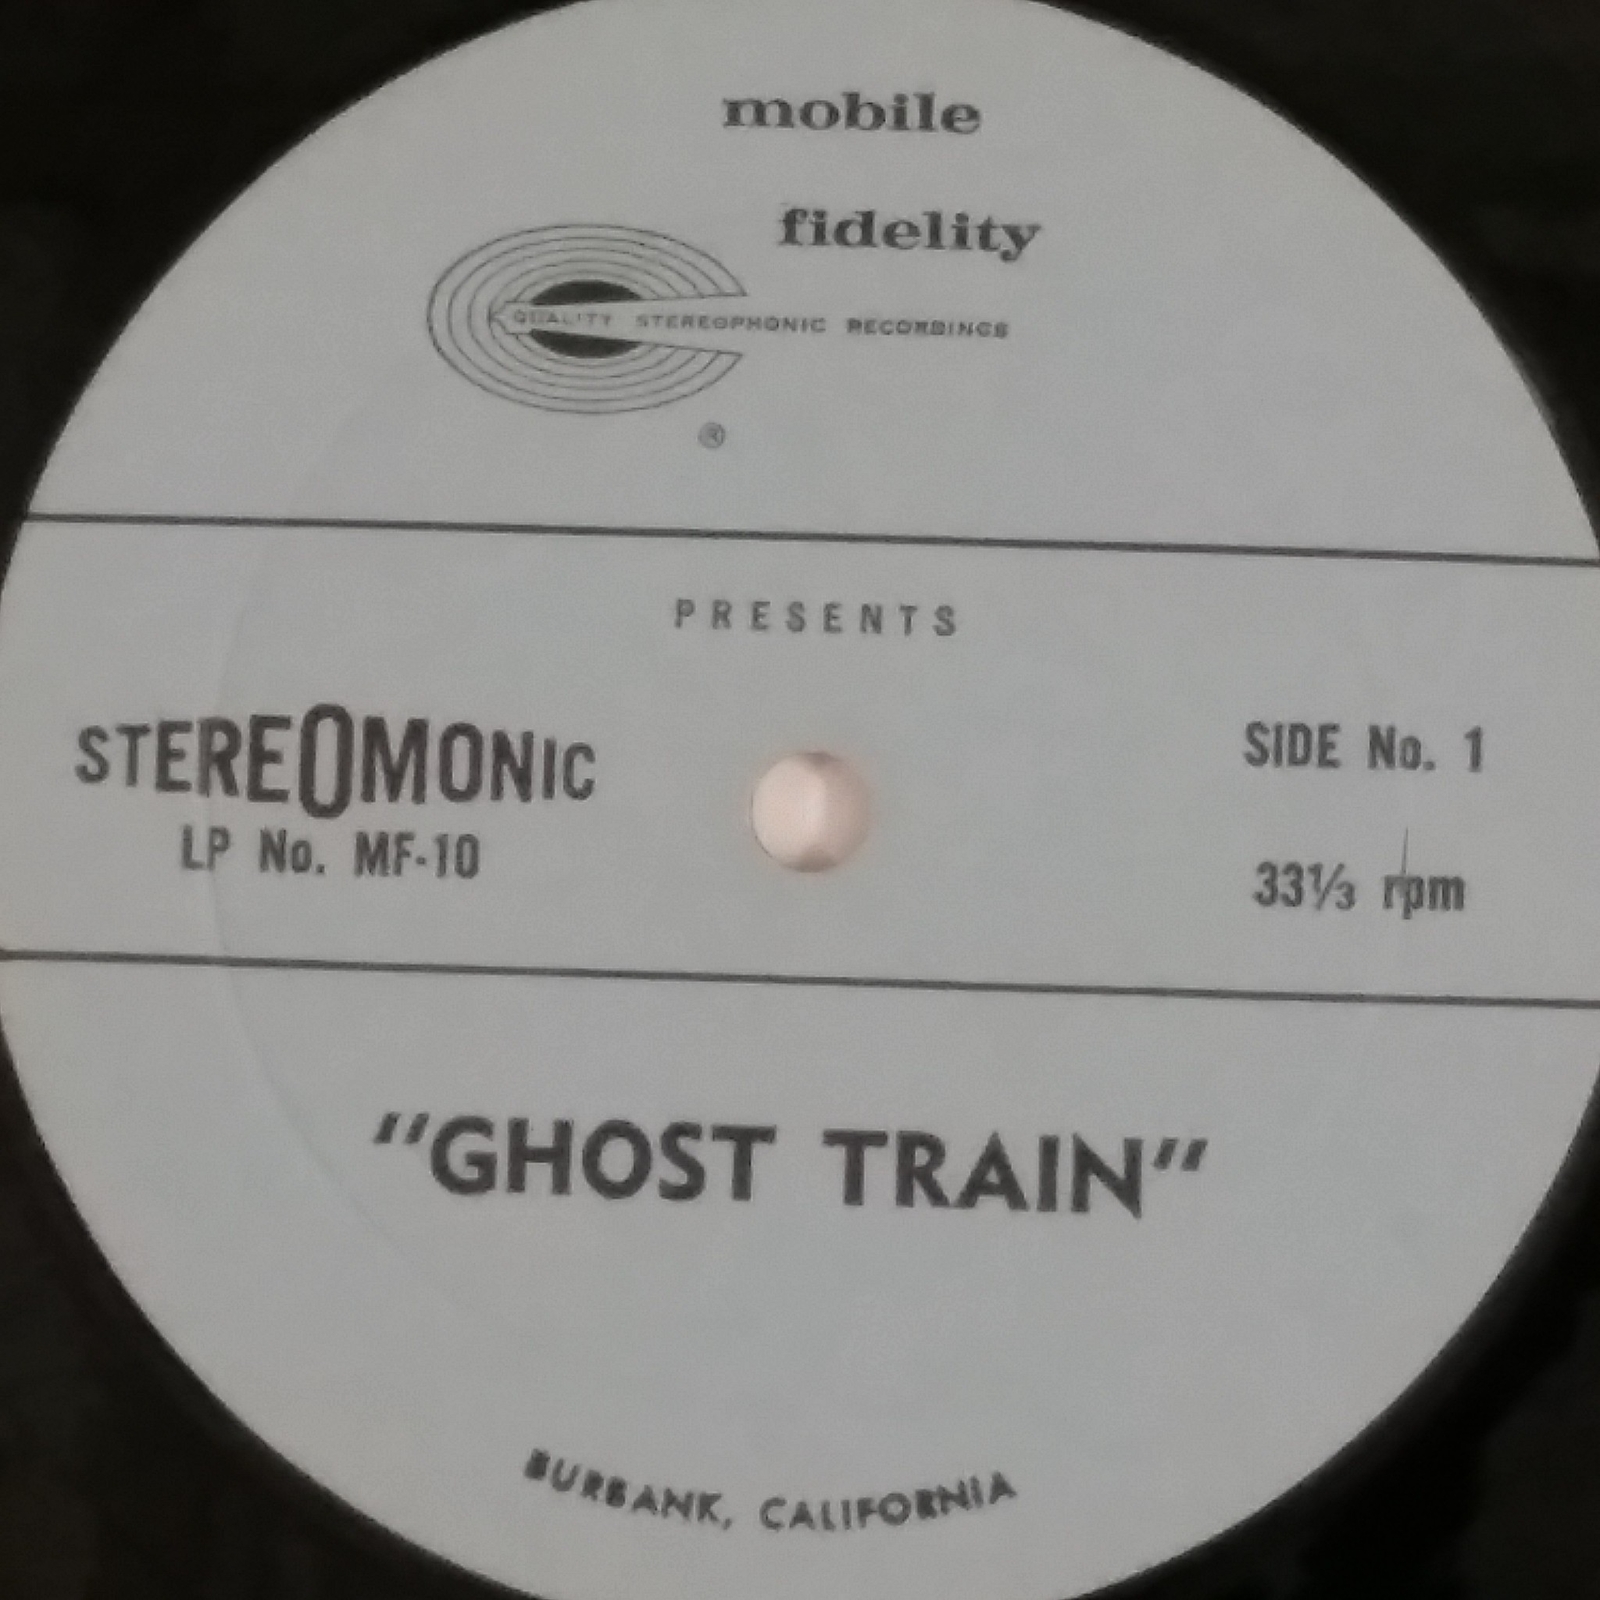 mobile
fidelity
QUALITY STEREOPHONIC RECORDINGS
®
PRESENTS
STEREOMONIC
LP No. MF-10
SIDE No. 1
33⅓ rpm
"GHOST TRAIN"
BURBANK, CALIFORNIA